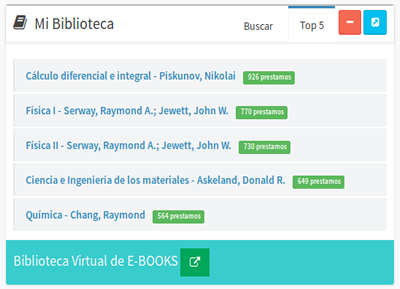 Mi Biblioteca
Buscar
Top 5
Cálculo diferencial e integral - Piskunov, Nikolai 926 prestamos
Física I - Serway, Raymond A.; Jewett, John W. 770 prestamos
Física II - Serway, Raymond A.; Jewett, John W. 730 prestamos
Ciencia e Ingeniería de los materiales - Askeland, Donald R. 649 prestamos
Química - Chang, Raymond 564 prestamos
Biblioteca Virtual de E-BOOKS